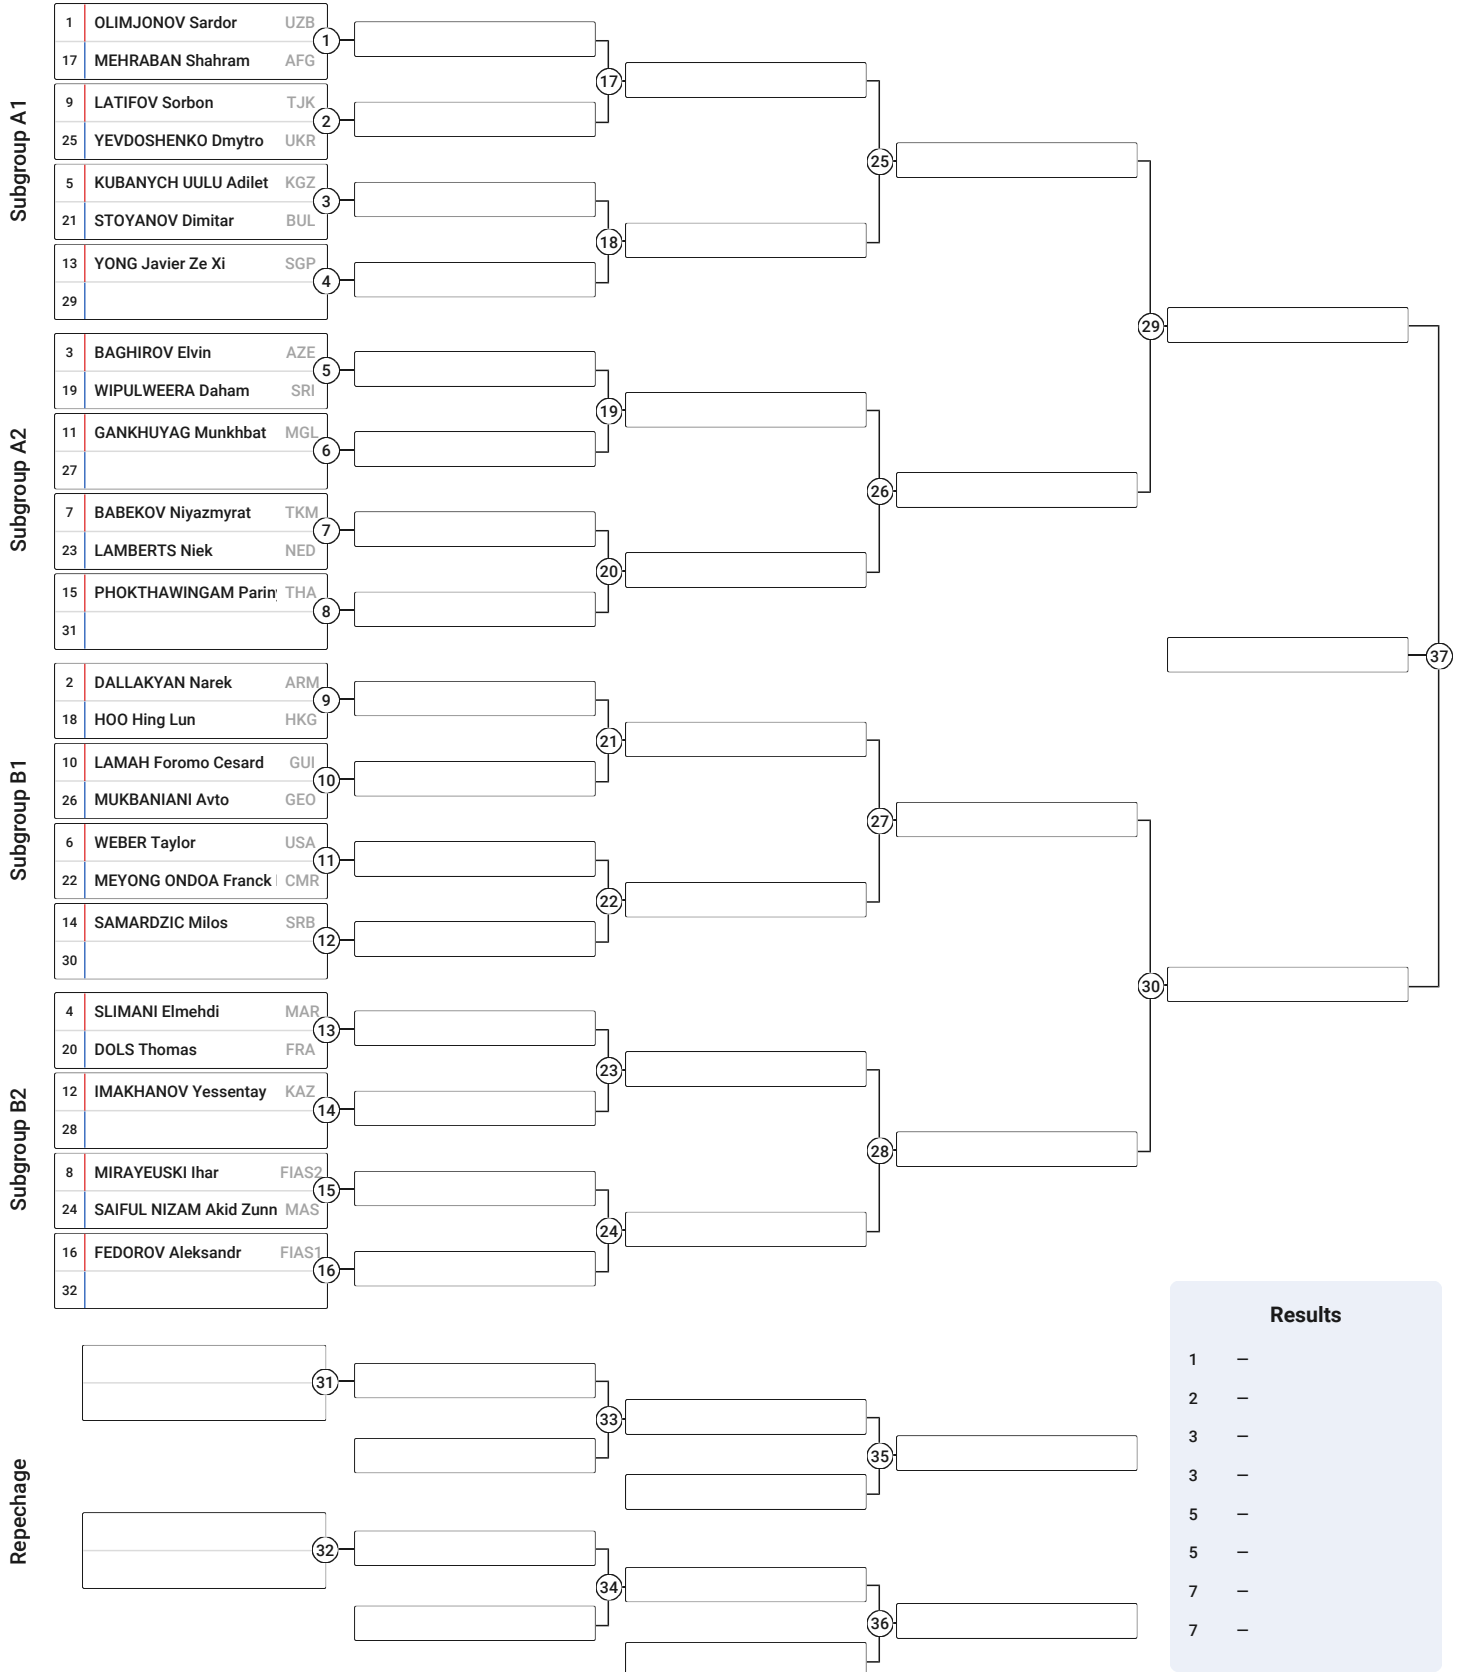 Subgroup A1
1 OLIMJONOV Sardor UZB
1
17 MEHRABAN Shahram AFG
17
9 LATIFOV Sorbon TJK
2
25 YEVDOSHENKO Dmytro UKR
25
5 KUBANYCH UULU Adilet KGZ
3
21 STOYANOV Dimitar BUL
18
13 YONG Javier Ze Xi SGP
4
29
29
Subgroup A2
3 BAGHIROV Elvin AZE
5
19 WIPULWEERA Daham SRI
19
11 GANKHUYAG Munkhbat MGL
6
27
26
7 BABEKOV Niyazmyrat TKM
7
23 LAMBERTS Niek NED
20
15 PHOKTHAWINGAM Parin THA
8
31
37
Subgroup B1
2 DALLAKYAN Narek ARM
9
18 HOO Hing Lun HKG
21
10 LAMAH Foromo Cesard GUI
10
26 MUKBANIANI Avto GEO
27
6 WEBER Taylor USA
11
22 MEYONG ONDOA Franck CMR
22
14 SAMARDZIC Milos SRB
12
30
30
Subgroup B2
4 SLIMANI Elmehdi MAR
13
20 DOLS Thomas FRA
23
12 IMAKHANOV Yessentay KAZ
14
28
28
8 MIRAYEUSKI Ihar FIAS2
15
24 SAIFUL NIZAM Akid Zunn MAS
24
16 FEDOROV Aleksandr FIAS1
16
32
Repechage
31
33
35
32
34
36
Results
1 –
2 –
3 –
3 –
5 –
5 –
7 –
7 –